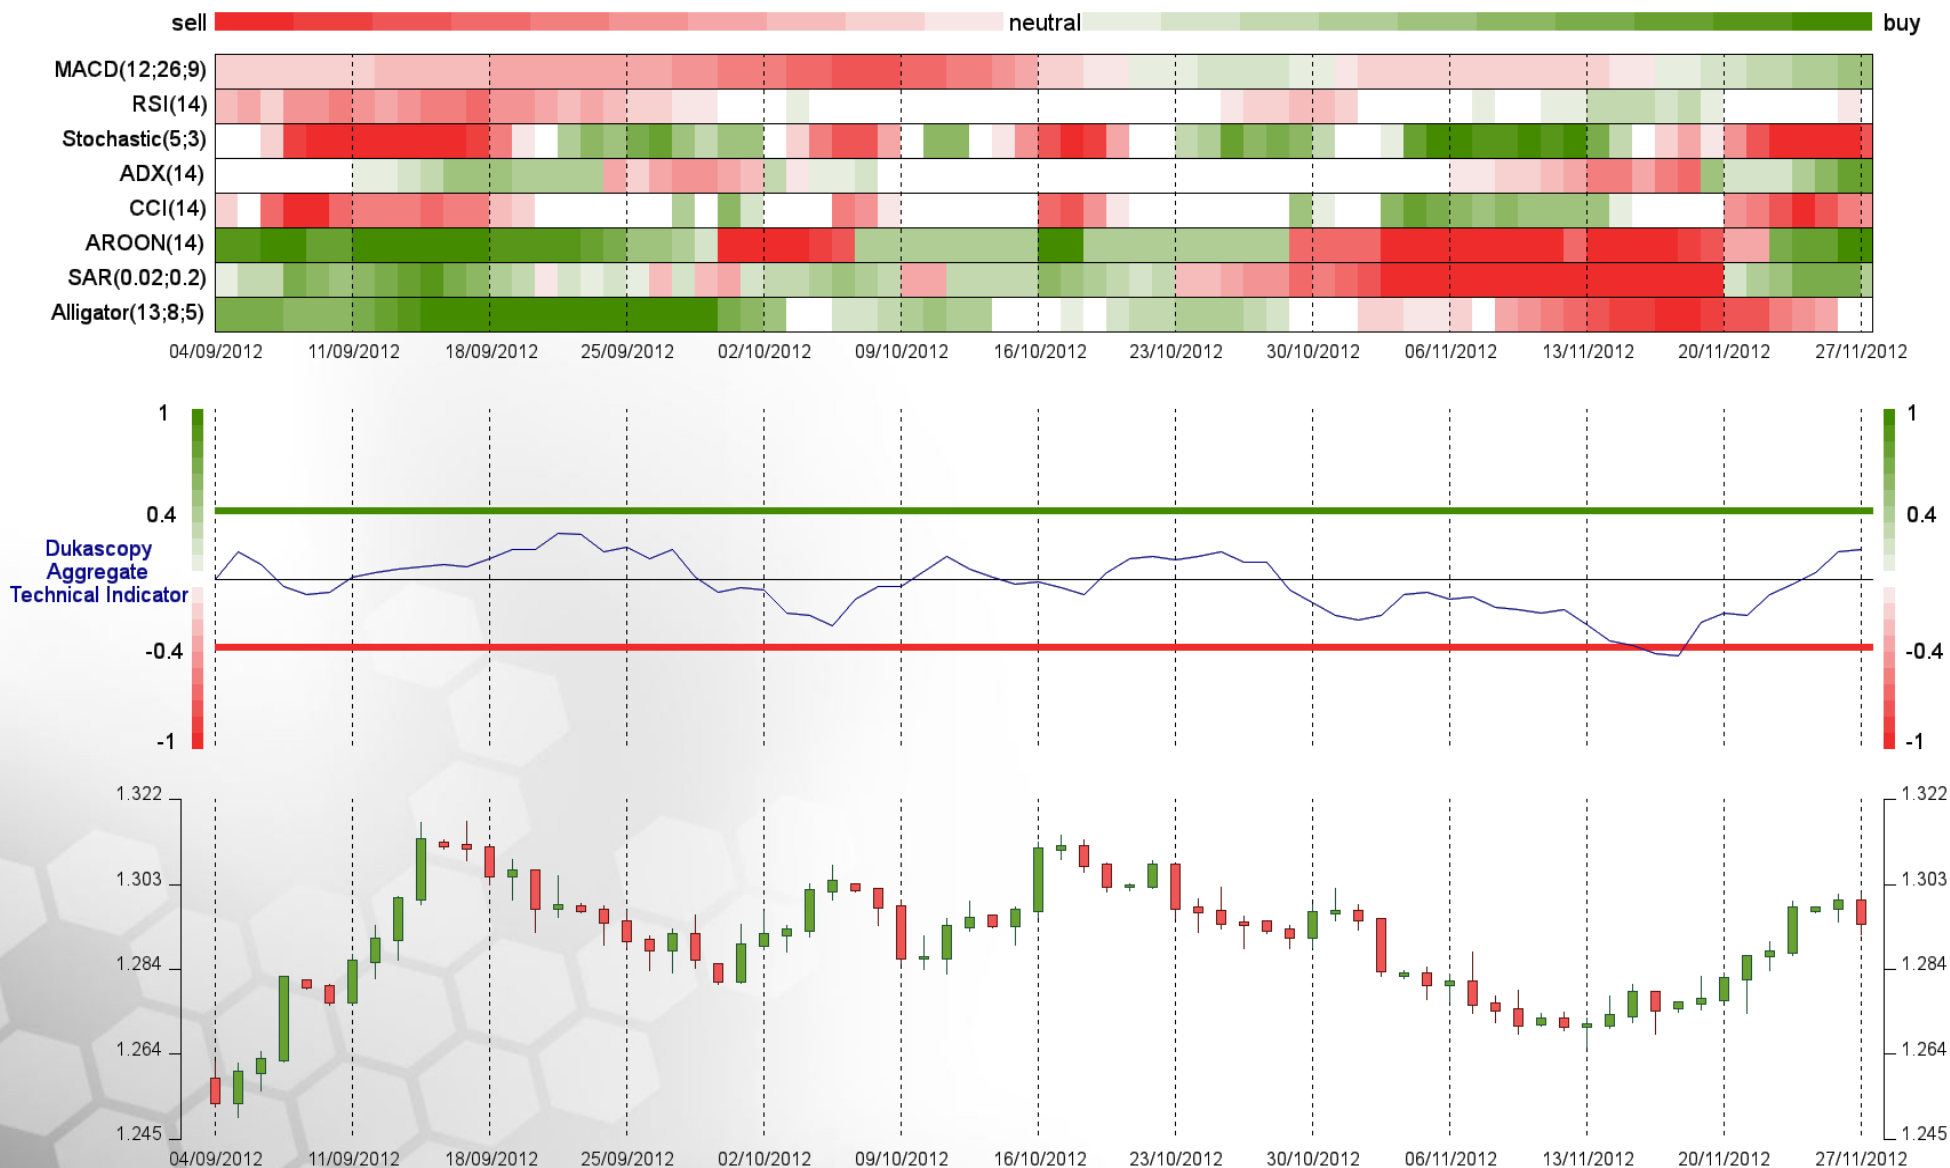 sell neutral buy
MACD(12;26;9)
RSI(14)
Stochastic(5;3)
ADX(14)
CCI(14)
AROON(14)
SAR(0.02;0.2)
Alligator(13;8;5)
04/09/2012 11/09/2012 18/09/2012 25/09/2012 02/10/2012 09/10/2012 16/10/2012 23/10/2012 30/10/2012 06/11/2012 13/11/2012 20/11/2012 27/11/2012
1 1
0.4 0.4
Dukascopy
Aggregate
Technical Indicator
-0.4 -0.4
-1 -1
1.322 1.322
1.303 1.303
1.284 1.284
1.264 1.264
1.245 1.245
04/09/2012 11/09/2012 18/09/2012 25/09/2012 02/10/2012 09/10/2012 16/10/2012 23/10/2012 30/10/2012 06/11/2012 13/11/2012 20/11/2012 27/11/2012